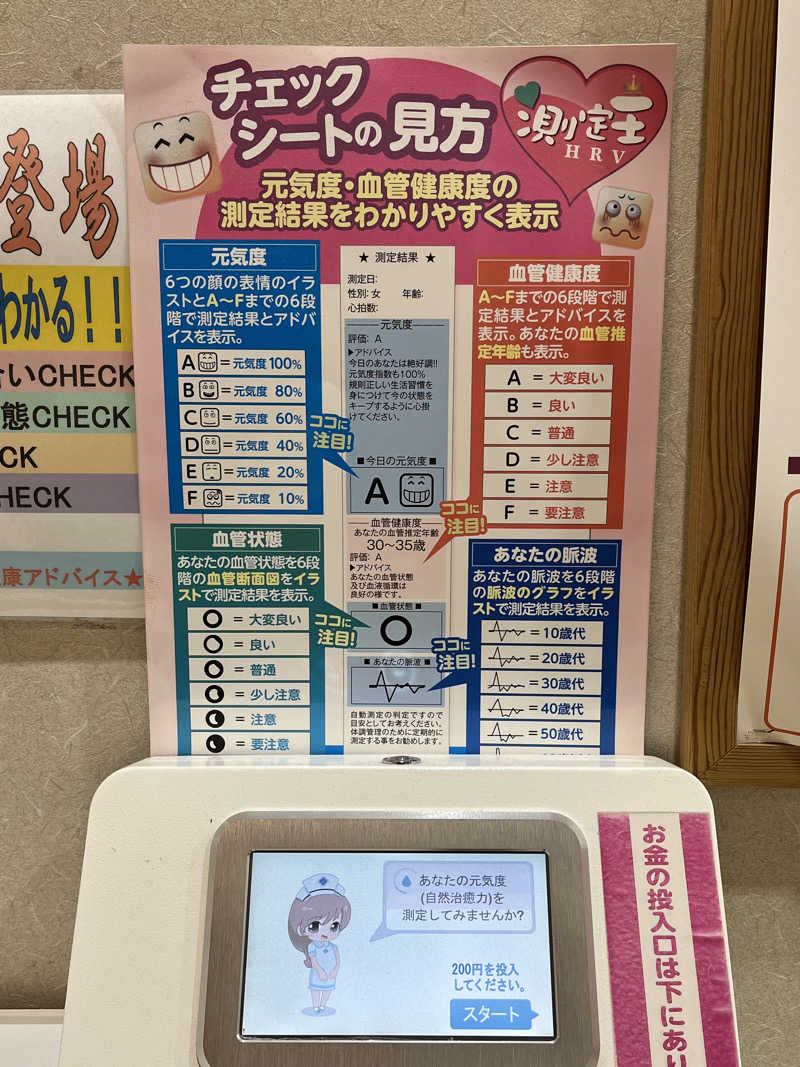 登場
わかる!!
いCHECK
態CHECK
CK
HECK
康アドバイス★
チェック
シートの見方
測定士
HRV
元気度・血管健康度の
測定結果をわかりやすく表示
元気度
6つの顔の表情のイラ
ストとA～Fまでの6段
階で測定結果とアドバ
イスを表示。
A=元気度100%
B=元気度 80%
C=元気度 60%
D=元気度 40%
E=元気度 20%
F=元気度 10%
ココに
注目!
血管状態
あなたの血管状態を6段
階の血管断面図をイラ
ストで測定結果を表示。
= 大変良い
= 良い
= 普通
= 少し注意
= 注意
= 要注意
ココに
注目!
★ 測定結果 ★
測定日:
性別: 女 年齢:
心拍数:
元気度
評価: A
▶アドバイス
今日のあなたは絶好調!!
元気度指数も100%
規則正しい生活習慣を
身につけて今の状態を
キープするように心掛
けてください。
■今日の元気度■
A
血管健康度
あなたの血管推定年齢
30～35歳
評価: A
▶アドバイス
あなたの血管状態
及び血液循環は
良好の様です。
■血管状態■
■ あなたの脈波 ■
自動測定の判定ですので
目安としてお考えください。
体調管理のために定期的に
測定する事をお勧めします。
血管健康度
A～Fまでの6段階で測
定結果とアドバイスを
表示。あなたの血管推
定年齢も表示。
A = 大変良い
B = 良い
C = 普通
D = 少し注意
E = 注意
F = 要注意
ココに
注目!
あなたの脈波
あなたの脈波を6段階
の脈波のグラフをイラ
ストで測定結果を表示。
=10歳代
=20歳代
=30歳代
=40歳代
=50歳代
ココに
注目!
あなたの元気度
(自然治癒力)を
測定してみませんか?
200円を投入
してください。
スタート
お金の投入口は下にあり